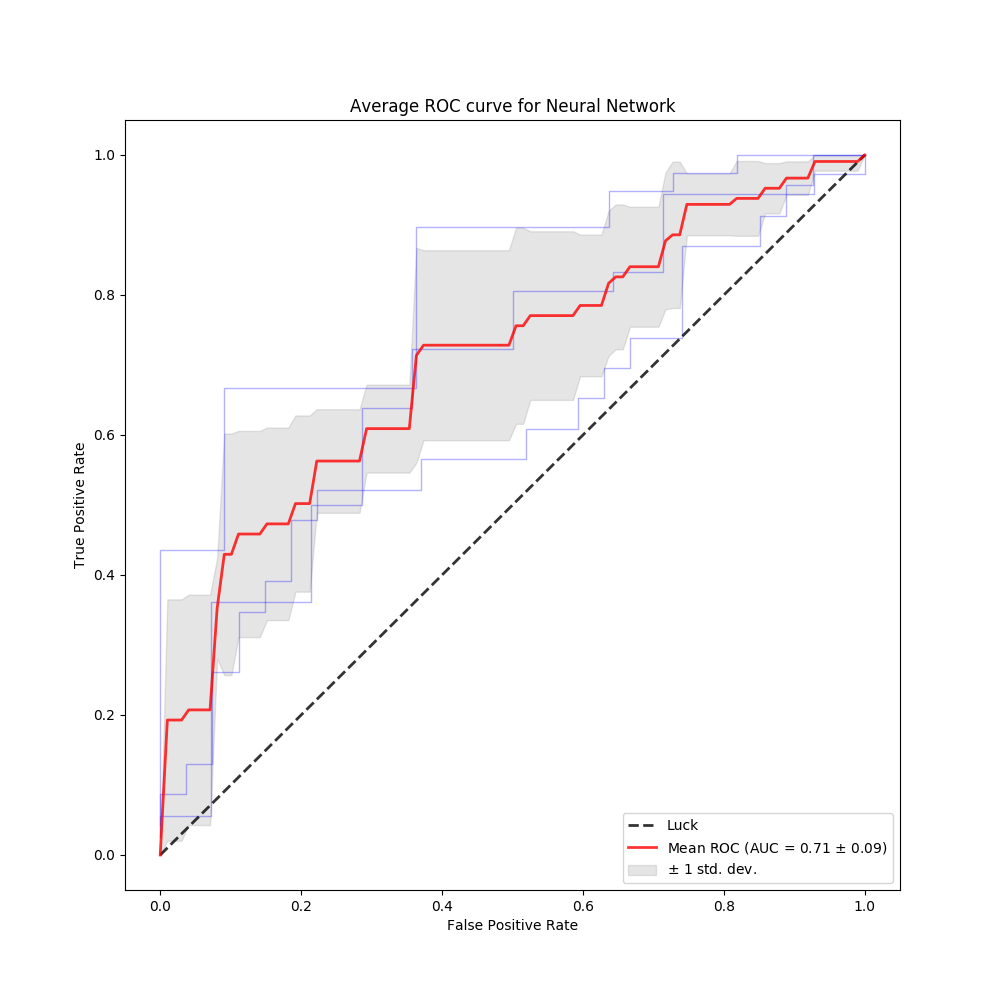 Average ROC curve for Neural Network
1.0
0.8
0.6
0.4
0.2
0.0
True Positive Rate
0.0 0.2 0.4 0.6 0.8 1.0
False Positive Rate
Luck
Mean ROC (AUC = 0.71 ± 0.09)
± 1 std. dev.